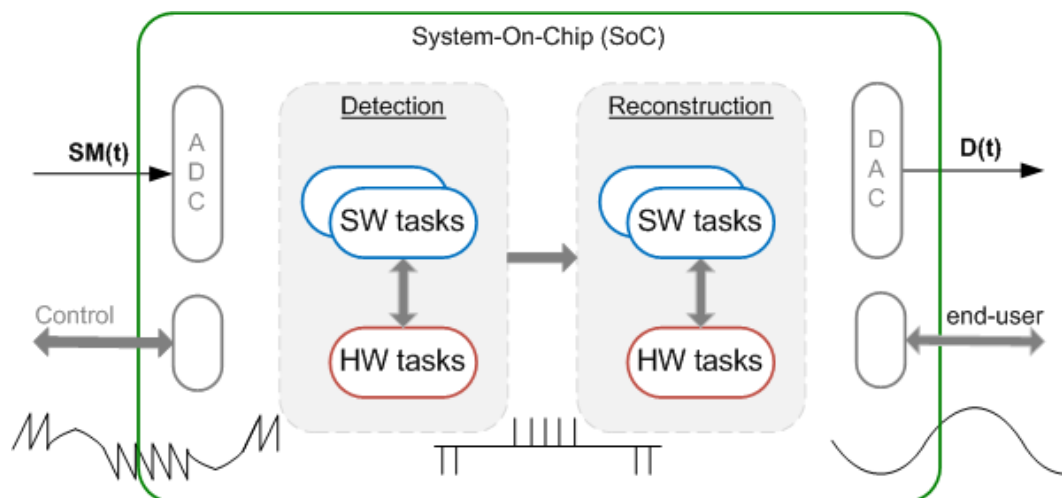 System-On-Chip (SoC)
Detection
Reconstruction
SM(t)
A
D
C
SW tasks
SW tasks
D
A
C
D(t)
Control
HW tasks
HW tasks
end-user